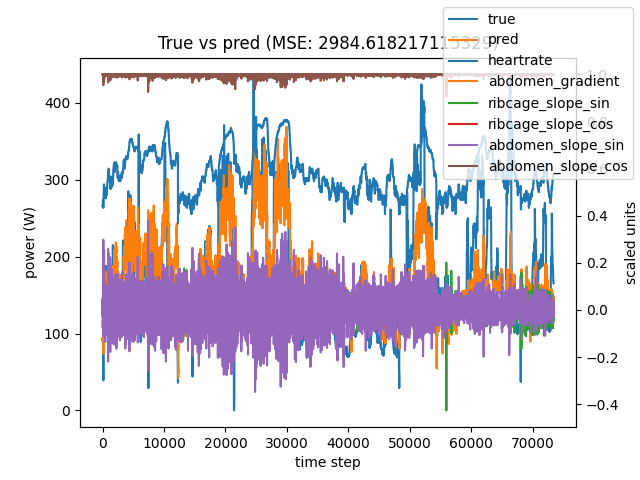 True vs pred (MSE: 2984.618217115329)
true
pred
heartrate
abdomen_gradient
ribcage_slope_sin
ribcage_slope_cos
abdomen_slope_sin
abdomen_slope_cos
power (W)
400
300
200
100
0
1.0
0.8
0.6
0.4
0.2
0.0
−0.2
−0.4
scaled units
0 10000 20000 30000 40000 50000 60000 70000
time step